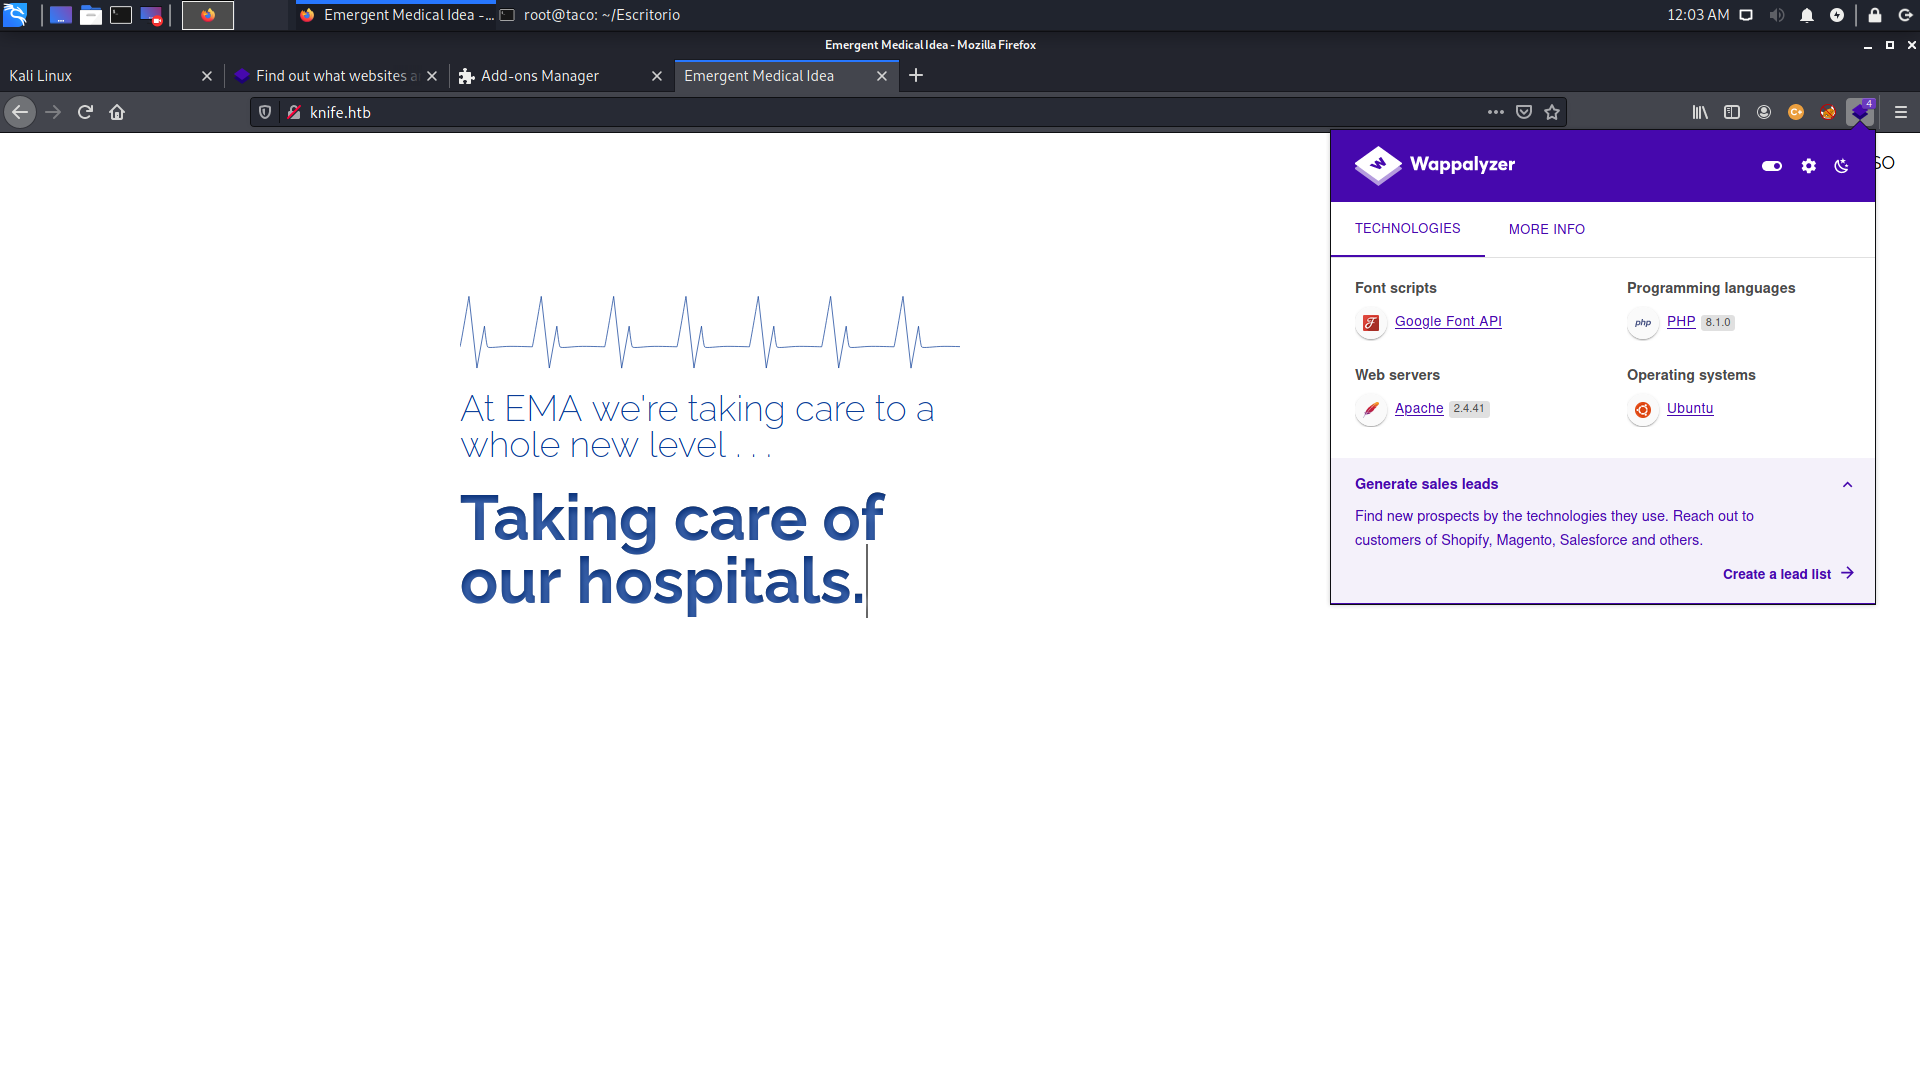 Emergent Medical Idea -...
root@taco: ~/Escritorio
12:03 AM
Emergent Medical Idea - Mozilla Firefox
Kali Linux
Find out what websites a
Add-ons Manager
Emergent Medical Idea
knife.htb
4
Wappalyzer
SO
TECHNOLOGIES
MORE INFO
Font scripts
Programming languages
Google Font API
php PHP 8.1.0
Web servers
Operating systems
Apache 2.4.41
Ubuntu
Generate sales leads
Find new prospects by the technologies they use. Reach out to
customers of Shopify, Magento, Salesforce and others.
Create a lead list
At EMA we're taking care to a
whole new level . . .
Taking care of
our hospitals.